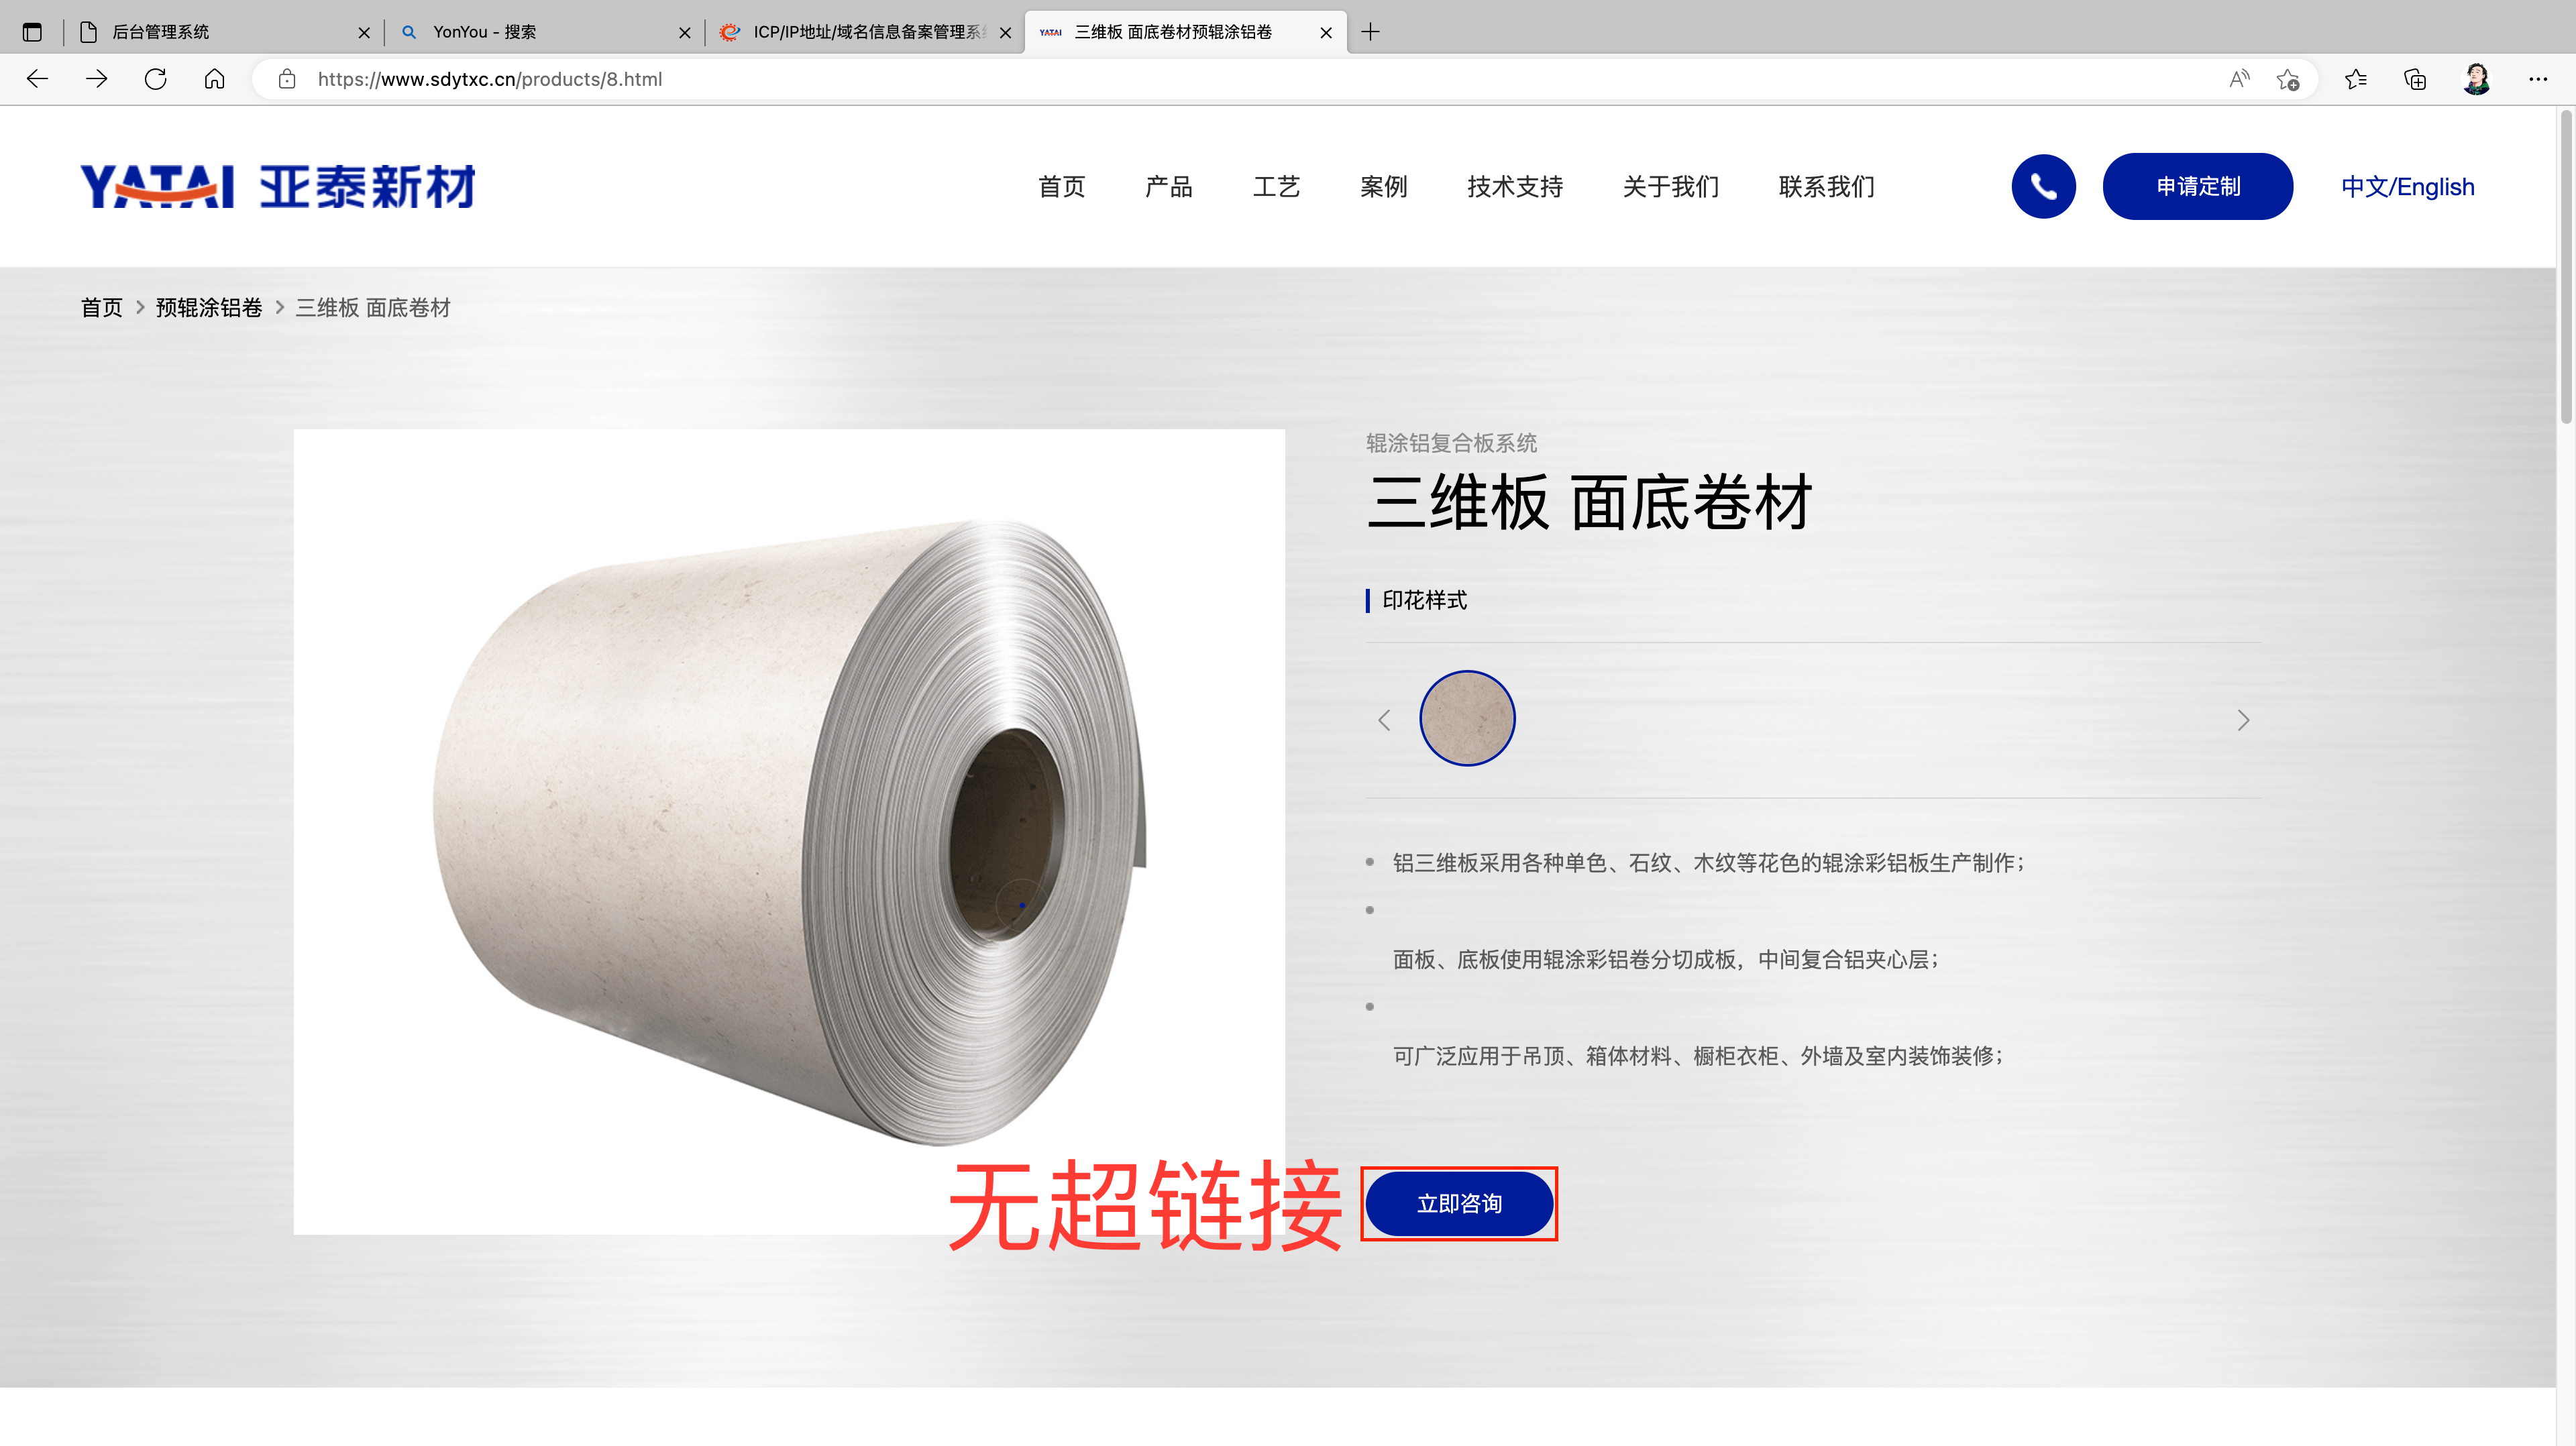 后台管理系统
YonYou - 搜索
ICP/IP地址/域名信息备案管理系
三维板 面底卷材预辊涂铝卷
https://www.sdytxc.cn/products/8.html
YATAI 亚泰新材
首页 产品 工艺 案例 技术支持 关于我们 联系我们 申请定制 中文/English
首页 > 预辊涂铝卷 > 三维板 面底卷材
辊涂铝复合板系统
三维板 面底卷材
印花样式
铝三维板采用各种单色、石纹、木纹等花色的辊涂彩铝板生产制作；
面板、底板使用辊涂彩铝卷分切成板，中间复合铝夹心层；
可广泛应用于吊顶、箱体材料、橱柜衣柜、外墙及室内装饰装修；
无超链接
立即咨询